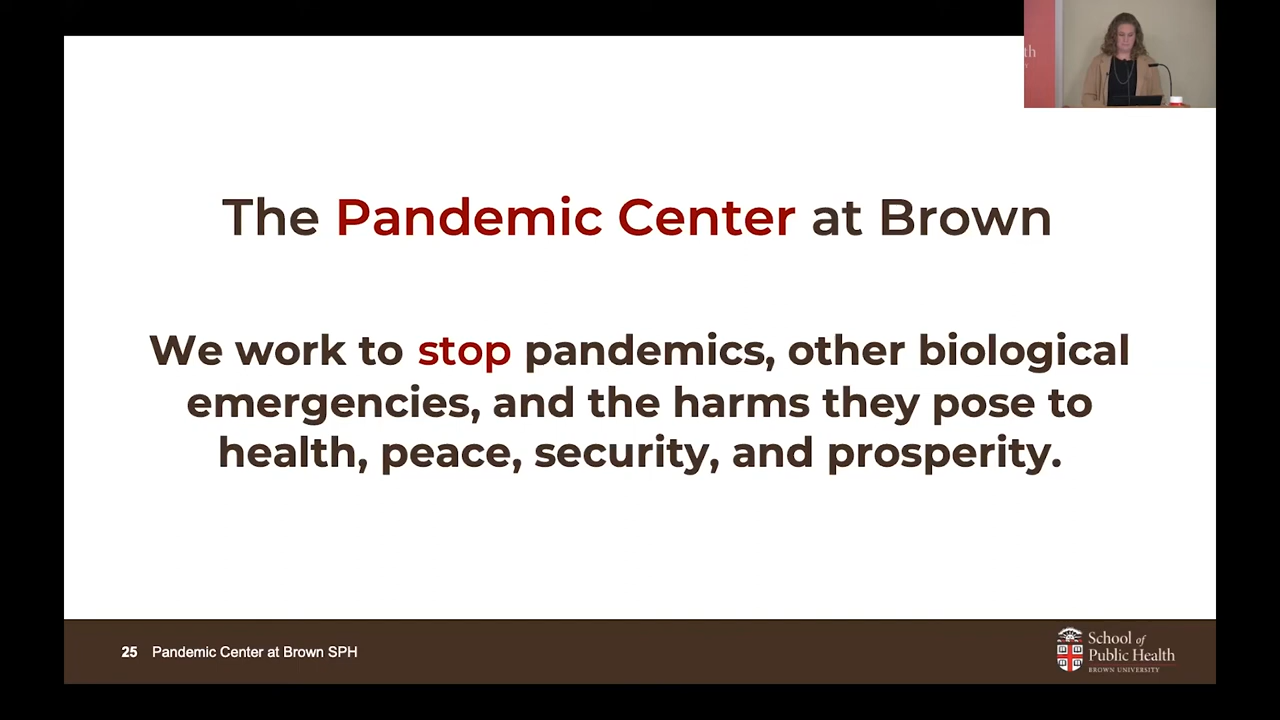 The Pandemic Center at Brown
We work to stop pandemics, other biological
emergencies, and the harms they pose to
health, peace, security, and prosperity.
25 Pandemic Center at Brown SPH
School of
Public Health
BROWN UNIVERSITY